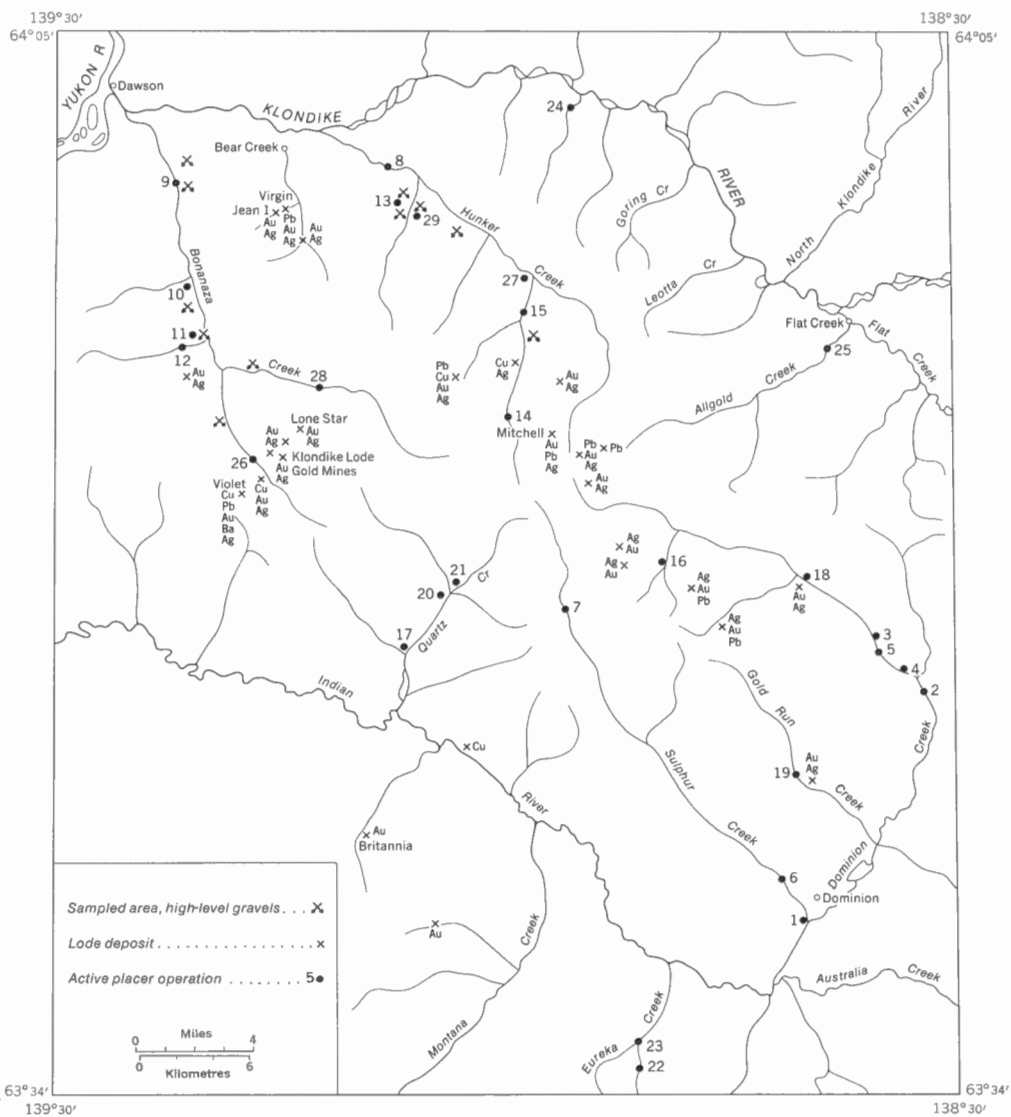 139°30'
138°30'
64°05'
64°05'
YUKON R
Dawson
KLONDIKE
24
RIVER
North Klondike River
Bear Creek
8
9
Virgin
Jean 1
Pb
Au
Ag
Au
Ag
Au
Ag
13
29
Hunker
Goring Cr
Bonanaza
27
Creek
Leotta Cr
10
15
Flat Creek
Flat
Creek
11
12
25
Creek
28
Au
Ag
Pb
Cu
Au
Ag
Cu
Ag
Au
Ag
Allgold Creek
Lone Star
Au
Ag
Au
Ag
14
Mitchell
Au
Pb
Ag
Pb
Au
Ag
Pb
26
Klondike Lode
Gold Mines
Au
Ag
Au
Ag
Violet
Cu
Pb
Au
Ba
Ag
Cu
Au
Ag
Ag
Au
Ag
Au
16
21
Cr
20
Quartz
7
Ag
Au
Pb
18
Au
Ag
17
Ag
Au
Pb
3
5
4
2
Indian
Gold
Run
Creek
Cu
Sulphur
19
Au
Ag
Creek
River
Au
Britannia
Creek
Dominion
6
Dominion
1
Sampled area, high-level gravels . . .
Lode deposit . . . . . . . . . . . . . . . . . . .
Active placer operation . . . . . . . . 5
Au
Creek
Australia Creek
Miles
0 4
0 6
Kilometres
Montana
Creek
23
Eureka
22
63°34'
63°34'
139°30'
138°30'